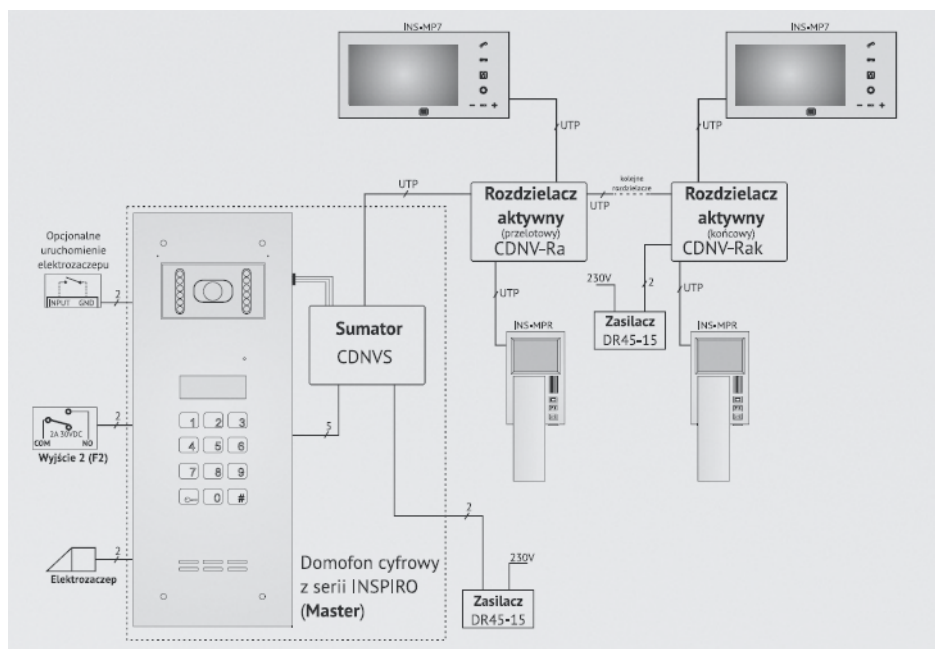 INS-MP7
INS-MP7
UTP
UTP
UTP
Rozdzielacz
aktywny
(przelotowy)
CDNV-Ra
UTP
kolejne
rozdzielacze
Rozdzielacz
aktywny
(końcowy)
CDNV-Rak
Opcjonalne
uruchomienie
elektrozaczepu
INPUT GND
2
230V
2
UTP
UTP
Zasilacz
DR45-15
Sumator
CDNVS
INS-MPR
INS-MPR
1 2 3
4 5 6
7 8 9
0 #
2A 30VDC
COM NO
2
Wyjście 2 (F2)
5
2
2
Elektrozaczep
Domofon cyfrowy
z serii INSPIRO
(Master)
230V
Zasilacz
DR45-15